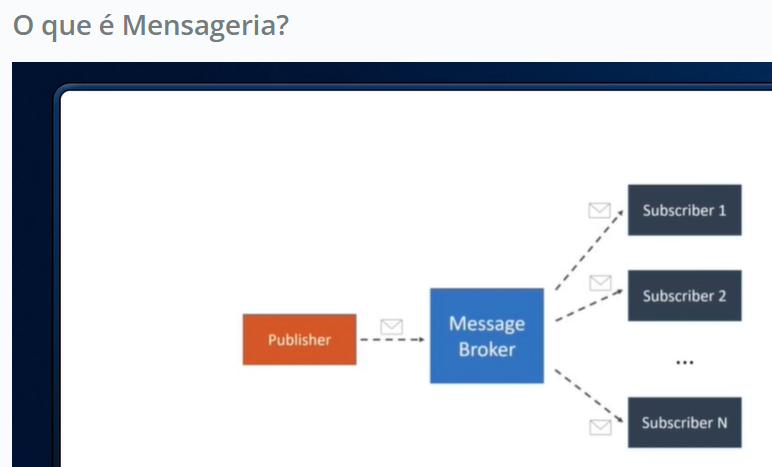 O que é Mensageria?
Subscriber 1
Subscriber 2
Publisher
Message
Broker
...
Subscriber N